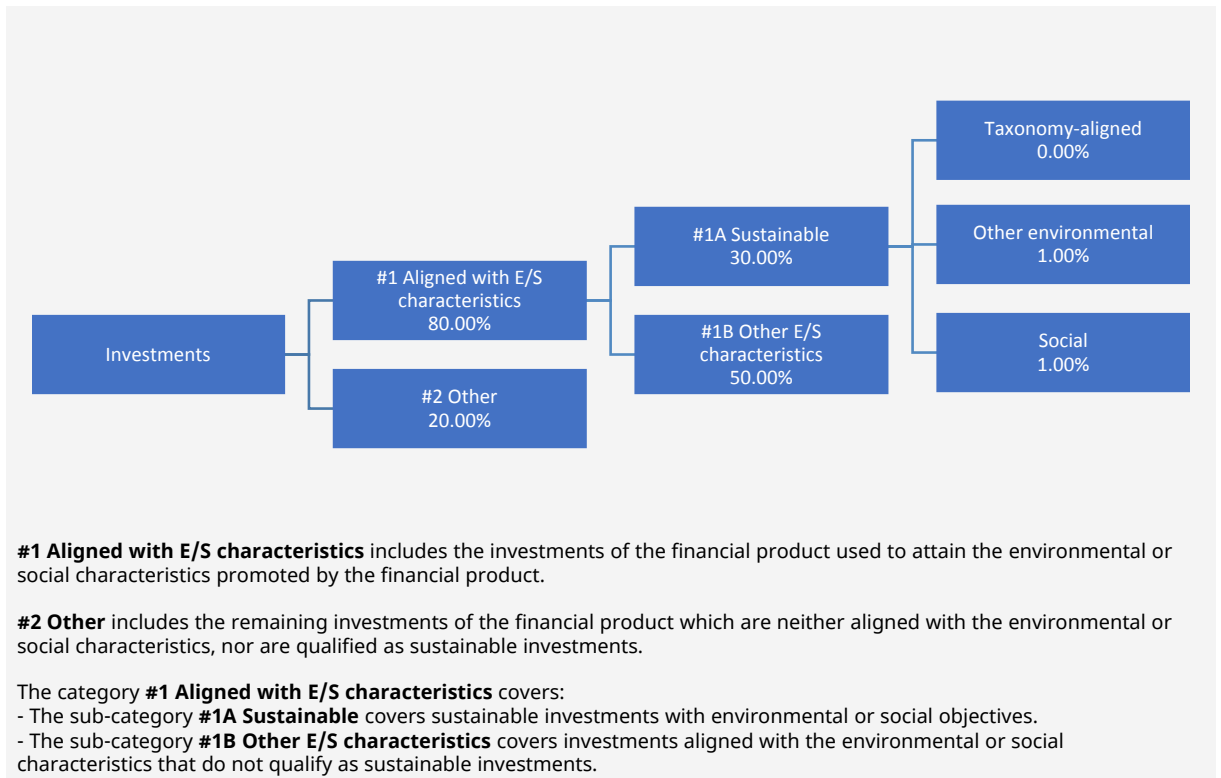 Investments
#1 Aligned with E/S
characteristics
80.00%
#2 Other
20.00%
#1A Sustainable
30.00%
#1B Other E/S
characteristics
50.00%
Taxonomy-aligned
0.00%
Other environmental
1.00%
Social
1.00%
#1 Aligned with E/S characteristics includes the investments of the financial product used to attain the environmental or
social characteristics promoted by the financial product.
#2 Other includes the remaining investments of the financial product which are neither aligned with the environmental or
social characteristics, nor are qualified as sustainable investments.
The category #1 Aligned with E/S characteristics covers:
- The sub-category #1A Sustainable covers sustainable investments with environmental or social objectives.
- The sub-category #1B Other E/S characteristics covers investments aligned with the environmental or social
characteristics that do not qualify as sustainable investments.